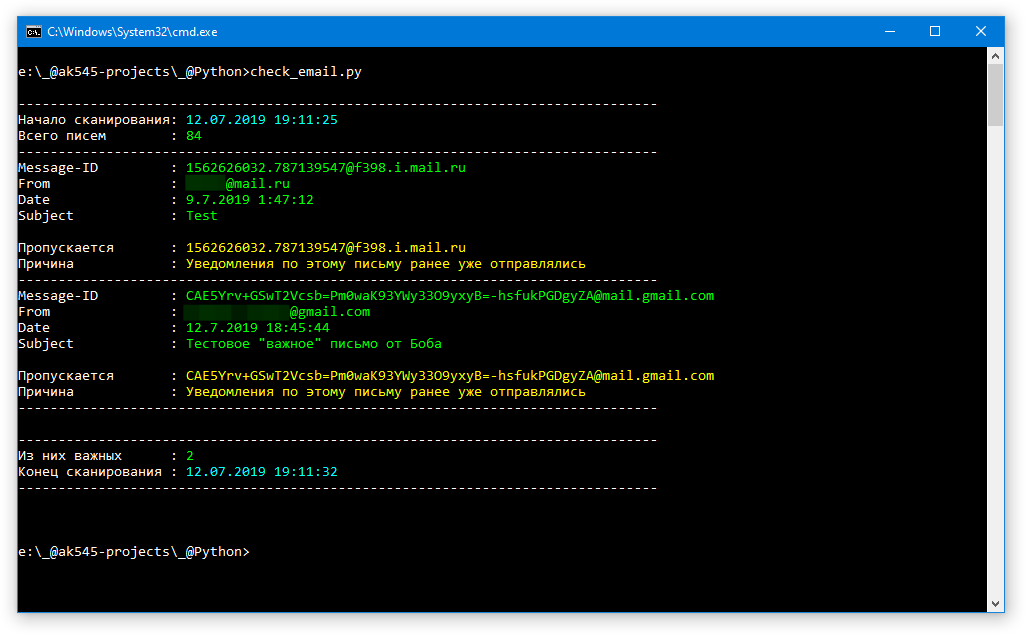 C:\Windows\System32\cmd.exe
e:\_@ak545-projects\_@Python>check_email.py
--------------------------------------------------------------------------------
Начало сканирования: 12.07.2019 19:11:25
Всего писем        : 84
--------------------------------------------------------------------------------
Message-ID         : 1562626032.787139547@f398.i.mail.ru
From               : @mail.ru
Date               : 9.7.2019 1:47:12
Subject            : Test
Пропускается       : 1562626032.787139547@f398.i.mail.ru
Причина            : Уведомления по этому письму ранее уже отправлялись
--------------------------------------------------------------------------------
Message-ID         : CAE5Yrv+GSwT2Vcsb=Pm0waK93YWy33O9yxyB=-hsfukPGDgyZA@mail.gmail.com
From               : @gmail.com
Date               : 12.7.2019 18:45:44
Subject            : Тестовое "важное" письмо от Боба
Пропускается       : CAE5Yrv+GSwT2Vcsb=Pm0waK93YWy33O9yxyB=-hsfukPGDgyZA@mail.gmail.com
Причина            : Уведомления по этому письму ранее уже отправлялись
--------------------------------------------------------------------------------
--------------------------------------------------------------------------------
Из них важных      : 2
Конец сканирования : 12.07.2019 19:11:32
--------------------------------------------------------------------------------
e:\_@ak545-projects\_@Python>